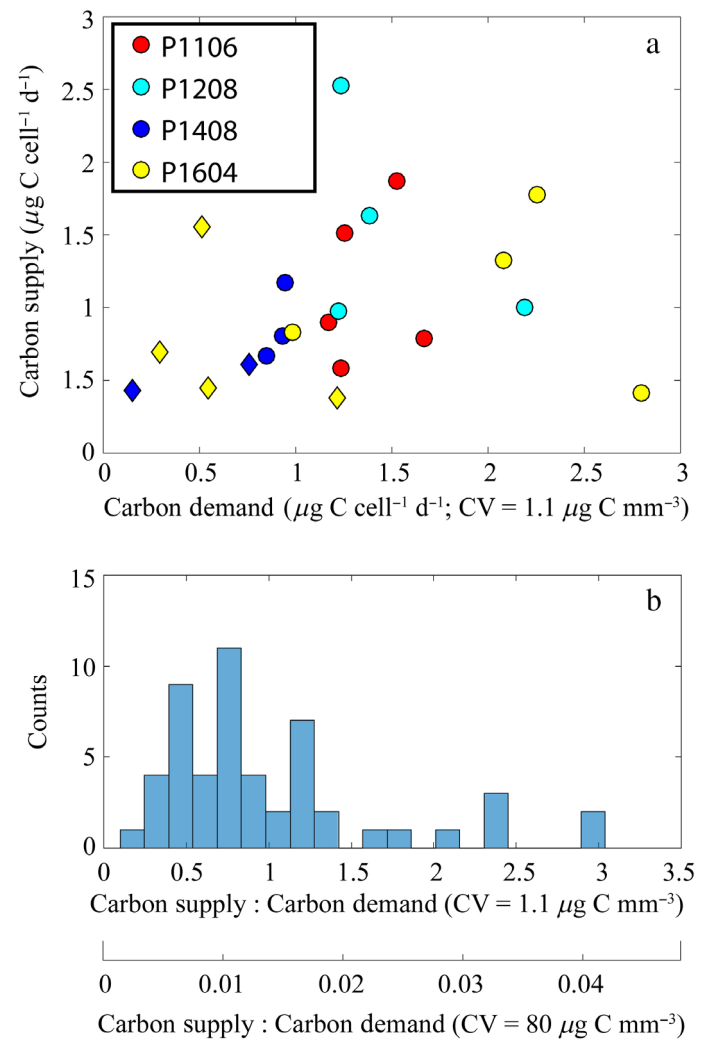 3
a
P1106
P1208
P1408
P1604
2.5
2
1.5
1
1.5
0
Carbon supply (µg C cell⁻¹ d⁻¹)
0 0.5 1 1.5 2 2.5 3
Carbon demand (µg C cell⁻¹ d⁻¹; CV = 1.1 µg C mm⁻³)
15
b
10
5
0
Counts
0 0.5 1 1.5 2 2.5 3 3.5
Carbon supply : Carbon demand (CV = 1.1 µg C mm⁻³)
0 0.01 0.02 0.03 0.04
Carbon supply : Carbon demand (CV = 80 µg C mm⁻³)